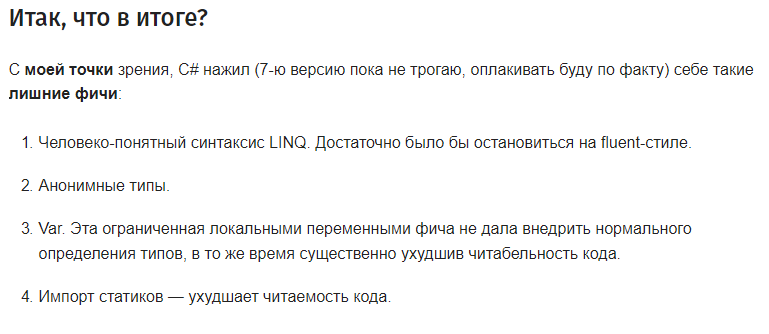 Итак, что в итоге?
С моей точки зрения, C# нажил (7-ю версию пока не трогаю, оплакивать буду по факту) себе такие
лишние фичи:
1. Человеко-понятный синтаксис LINQ. Достаточно было бы остановиться на fluent-стиле.
2. Анонимные типы.
3. Var. Эта ограниченная локальными переменными фича не дала внедрить нормального
определения типов, в то же время существенно ухудшив читабельность кода.
4. Импорт статиков — ухудшает читаемость кода.